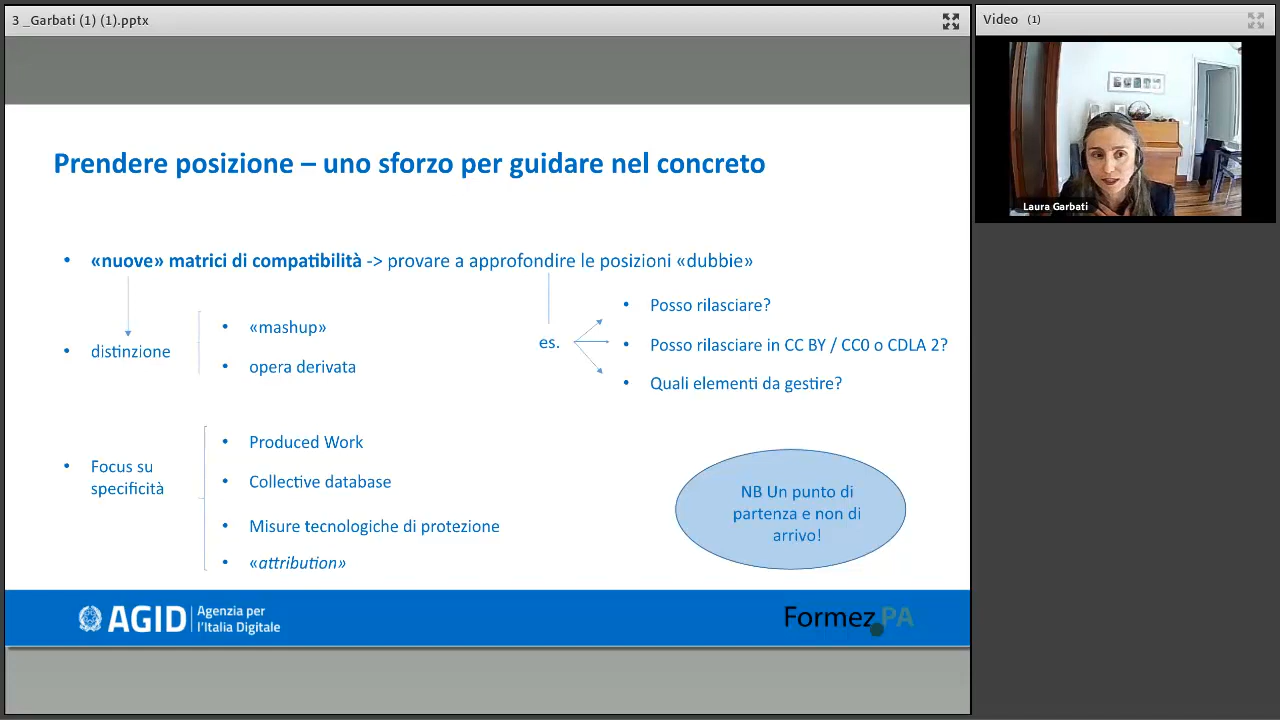 3 _Garbati (1) (1).pptx
Video (1)
Laura Garbati
Prendere posizione – uno sforzo per guidare nel concreto
• «nuove» matrici di compatibilità -> provare a approfondire le posizioni «dubbie»
• distinzione
• «mashup»
• opera derivata
es.
• Posso rilasciare?
• Posso rilasciare in CC BY / CC0 o CDLA 2?
• Quali elementi da gestire?
• Focus su
specificità
• Produced Work
• Collective database
• Misure tecnologiche di protezione
• «attribution»
NB Un punto di
partenza e non di
arrivo!
AGID
Agenzia per
l'Italia Digitale
Formez PA